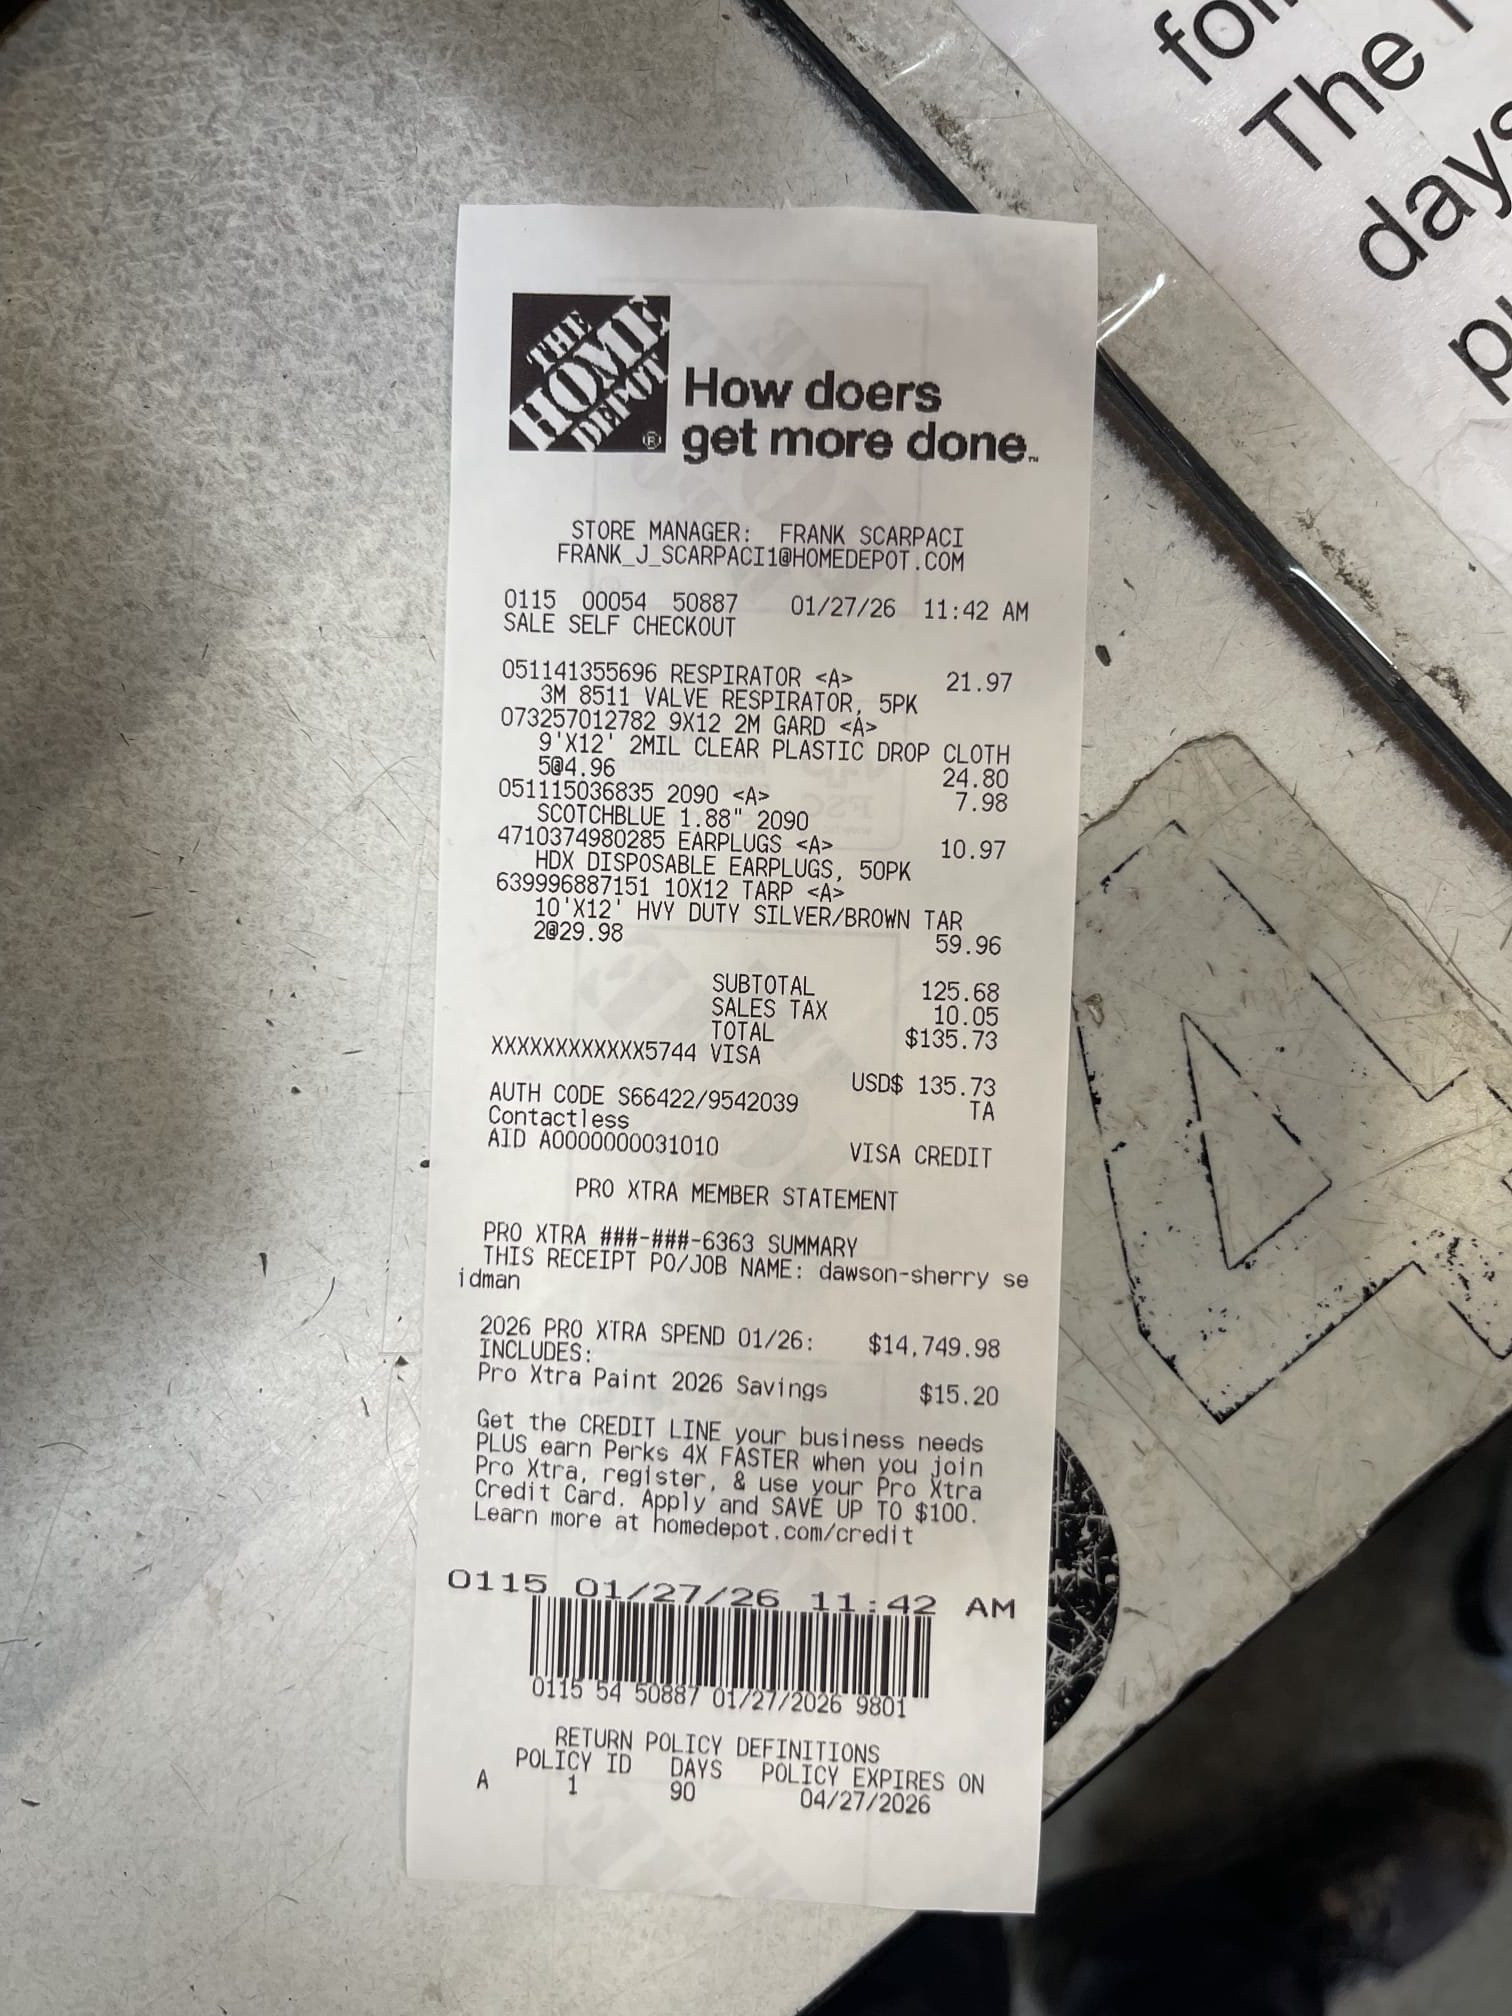 THE
HOME
DEPOT
®
How doers
get more done.™
STORE MANAGER: FRANK SCARPACI
FRANK_J_SCARPACI1@HOMEDEPOT.COM
0115 00054 50887 01/27/26 11:42 AM
SALE SELF CHECKOUT
051141355696 RESPIRATOR <A> 21.97
3M 8511 VALVE RESPIRATOR, 5PK
073257012782 9X12 2M GARD <A>
9'X12' 2MIL CLEAR PLASTIC DROP CLOTH
5@4.96 24.80
051115036835 2090 <A> 7.98
SCOTCHBLUE 1.88" 2090
4710374980285 EARPLUGS <A> 10.97
HDX DISPOSABLE EARPLUGS, 50PK
639996887151 10X12 TARP <A>
10'X12' HVY DUTY SILVER/BROWN TAR
2@29.98 59.96
SUBTOTAL 125.68
SALES TAX 10.05
TOTAL $135.73
XXXXXXXXXXXX5744 VISA
USD$ 135.73
AUTH CODE S66422/9542039 TA
Contactless
AID A0000000031010 VISA CREDIT
PRO XTRA MEMBER STATEMENT
PRO XTRA ###-###-6363 SUMMARY
THIS RECEIPT PO/JOB NAME: dawson-sherry se
idman
2026 PRO XTRA SPEND 01/26: $14,749.98
INCLUDES:
Pro Xtra Paint 2026 Savings $15.20
Get the CREDIT LINE your business needs
PLUS earn Perks 4X FASTER when you join
Pro Xtra, register, & use your Pro Xtra
Credit Card. Apply and SAVE UP TO $100.
Learn more at homedepot.com/credit
0115 01/27/26 11:42 AM
0115 54 50887 01/27/2026 9801
RETURN POLICY DEFINITIONS
POLICY ID DAYS POLICY EXPIRES ON
A 1 90 04/27/2026
The
days